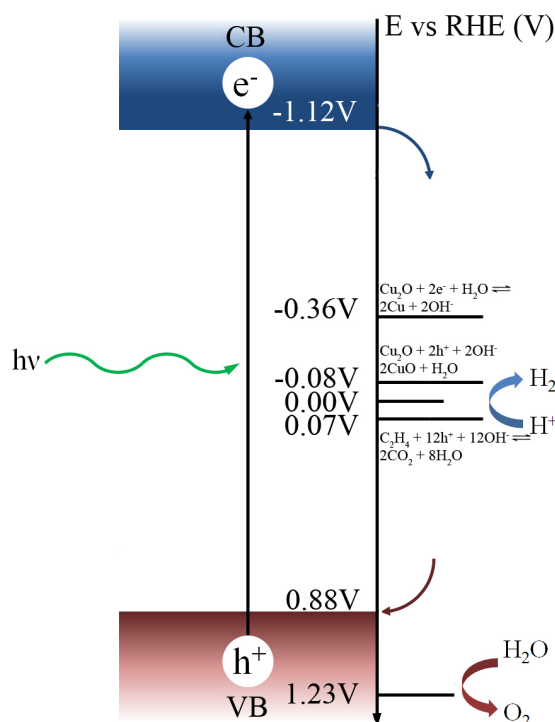 E vs RHE (V)
CB
e⁻
-1.12V
Cu₂O + 2e⁻ + H₂O ⇌
2Cu + 2OH⁻
-0.36V
Cu₂O + 2h⁺ + 2OH⁻
2CuO + H₂O
hν
-0.08V
H₂
0.00V
0.07V
H⁺
C₂H₄ + 12h⁺ + 12OH⁻ ⇌
2CO₂ + 8H₂O
0.88V
h⁺
H₂O
VB
1.23V
O₂